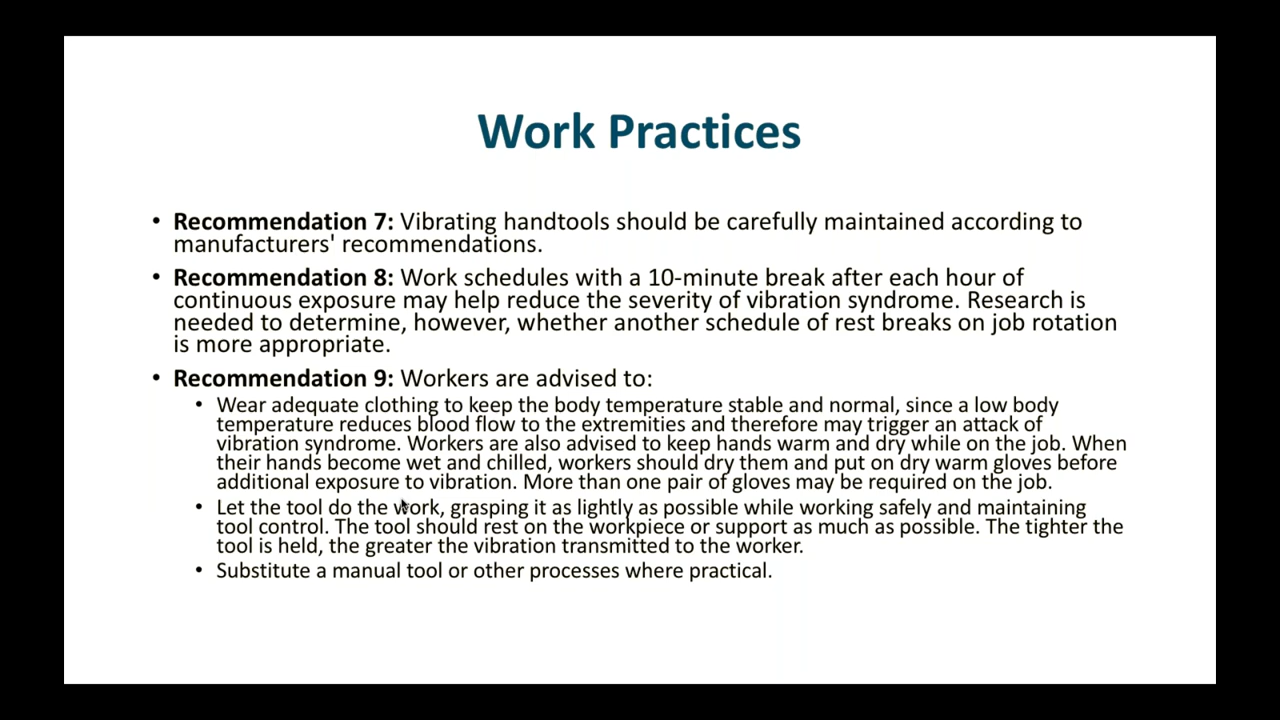 Work Practices
• Recommendation 7: Vibrating handtools should be carefully maintained according to
manufacturers' recommendations.
• Recommendation 8: Work schedules with a 10-minute break after each hour of
continuous exposure may help reduce the severity of vibration syndrome. Research is
needed to determine, however, whether another schedule of rest breaks on job rotation
is more appropriate.
• Recommendation 9: Workers are advised to:
• Wear adequate clothing to keep the body temperature stable and normal, since a low body
temperature reduces blood flow to the extremities and therefore may trigger an attack of
vibration syndrome. Workers are also advised to keep hands warm and dry while on the job. When
their hands become wet and chilled, workers should dry them and put on dry warm gloves before
additional exposure to vibration. More than one pair of gloves may be required on the job.
• Let the tool do the work, grasping it as lightly as possible while working safely and maintaining
tool control. The tool should rest on the workpiece or support as much as possible. The tighter the
tool is held, the greater the vibration transmitted to the worker.
• Substitute a manual tool or other processes where practical.